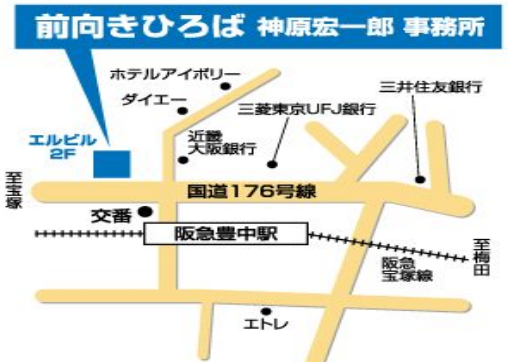 前向きひろば 神原宏一郎 事務所
ホテルアイボリー
ダイエー
三井住友銀行
三菱東京UFJ銀行
エルビル
2F
近畿
大阪銀行
至宝塚
国道176号線
交番
阪急豊中駅
至梅田
阪急
宝塚線
エトレ